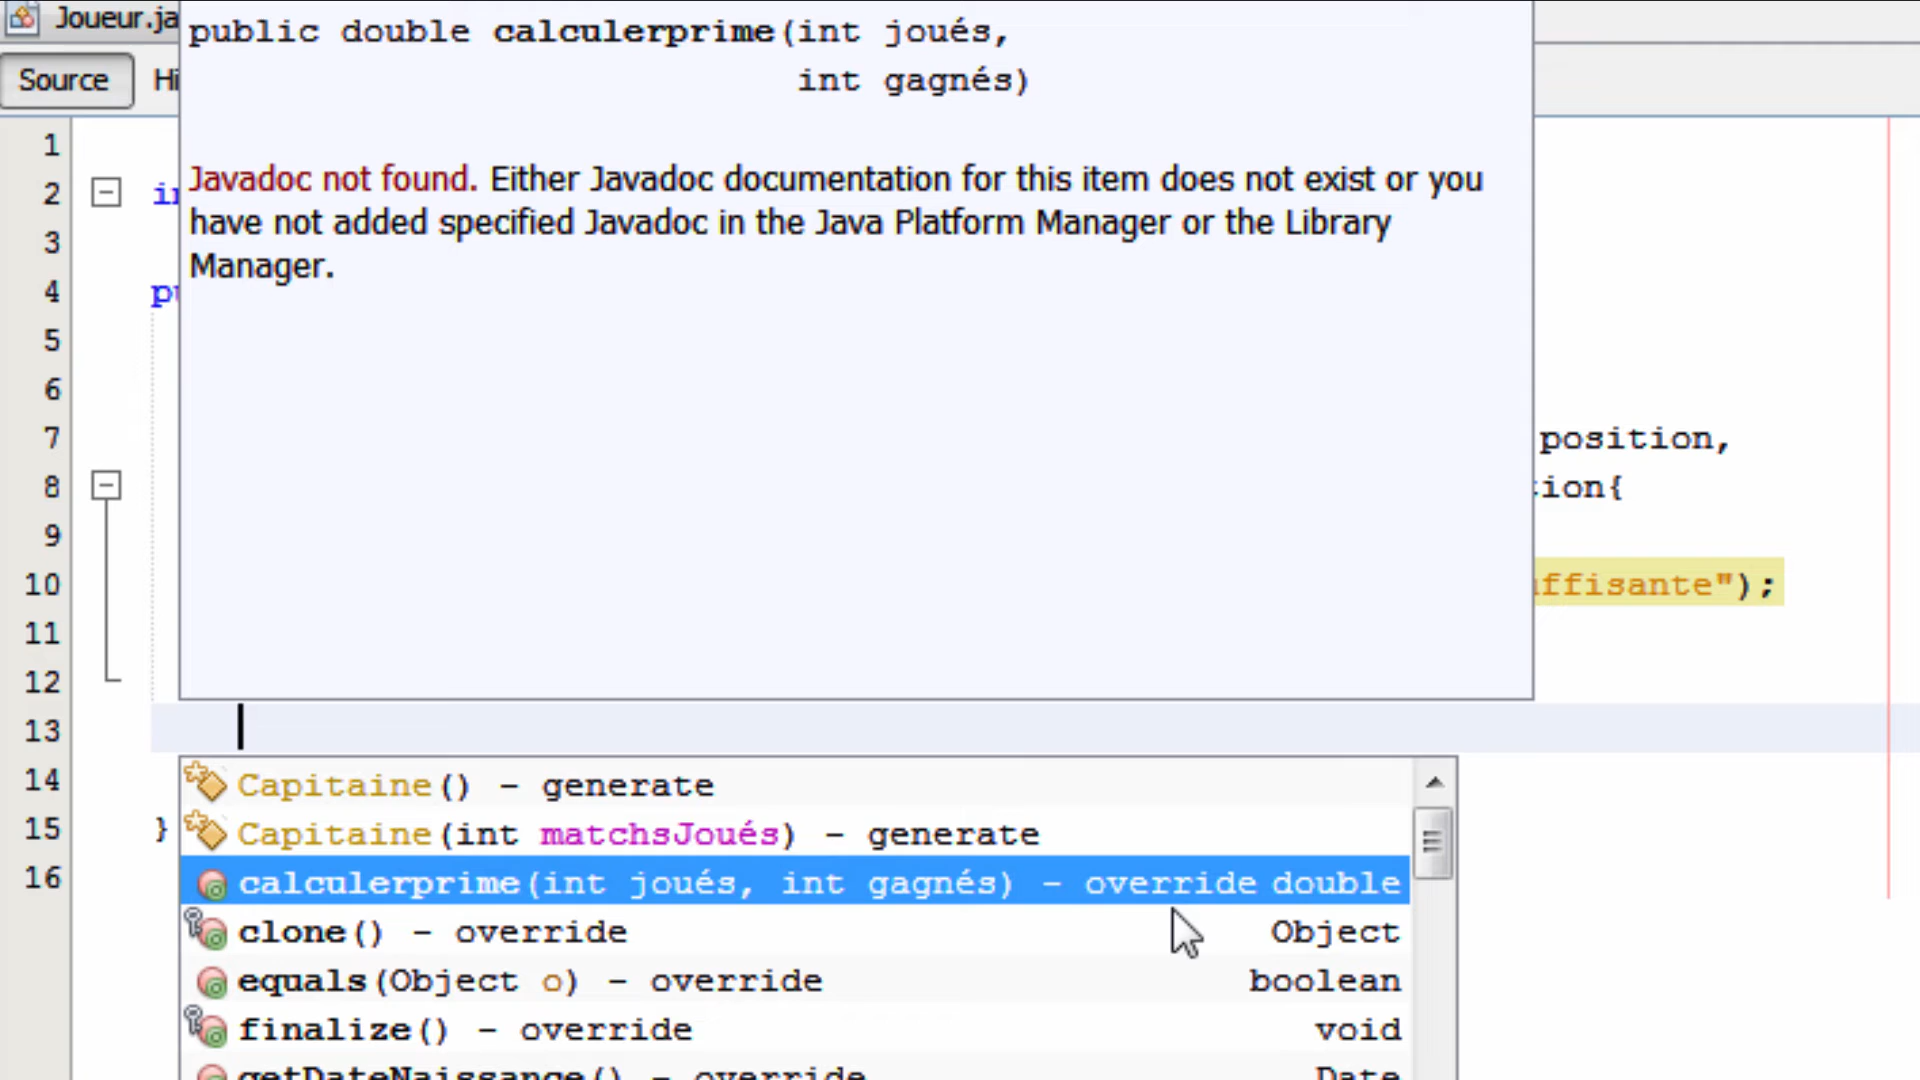 Joueur.ja
public double calculerprime(int joués,
int gagnés)
Source Hi
Javadoc not found. Either Javadoc documentation for this item does not exist or you
have not added specified Javadoc in the Java Platform Manager or the Library
Manager.
1
2
3
4
5
6
7 position,
8 ion{
9
10 ffisante");
11
12
13
14 Capitaine() - generate
15 } Capitaine(int matchsJoués) - generate
16 calculerprime(int joués, int gagnés) - override double
clone() - override Object
equals(Object o) - override boolean
finalize() - override void
getDateNaissance() - override Date